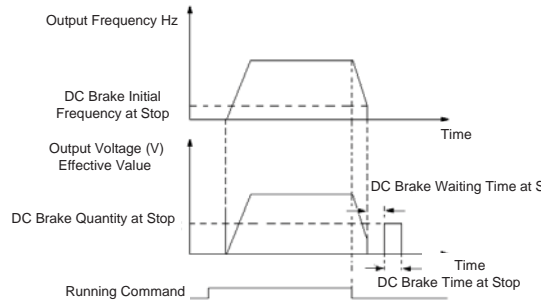 Output Frequency Hz
DC Brake Initial
Frequency at Stop
Time
Output Voltage (V)
Effective Value
DC Brake Waiting Time at S
DC Brake Quantity at Stop
Time
DC Brake Time at Stop
Running Command